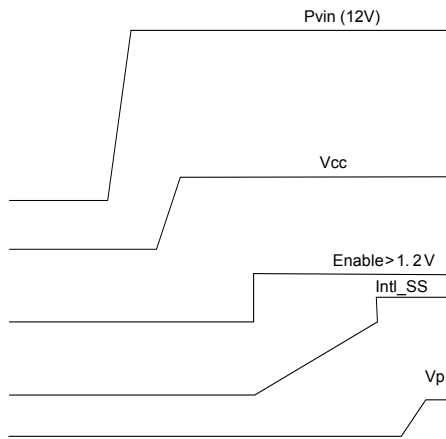 Pvin (12V)
Vcc
Enable>1.2V
Intl_SS
Vp